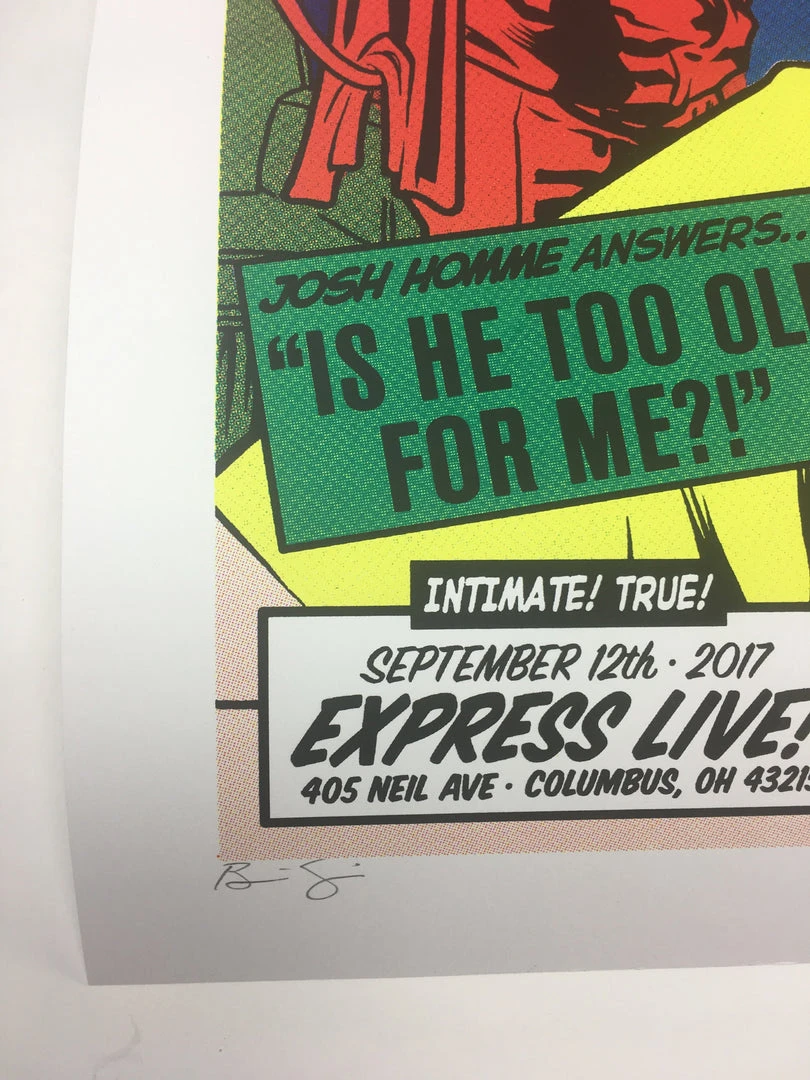 JOSH HOMME ANSWERS..
“IS HE TOO OL
FOR ME?!”
INTIMATE! TRUE!
SEPTEMBER 12th • 2017
EXPRESS LIVE!
405 NEIL AVE • COLUMBUS, OH 43215